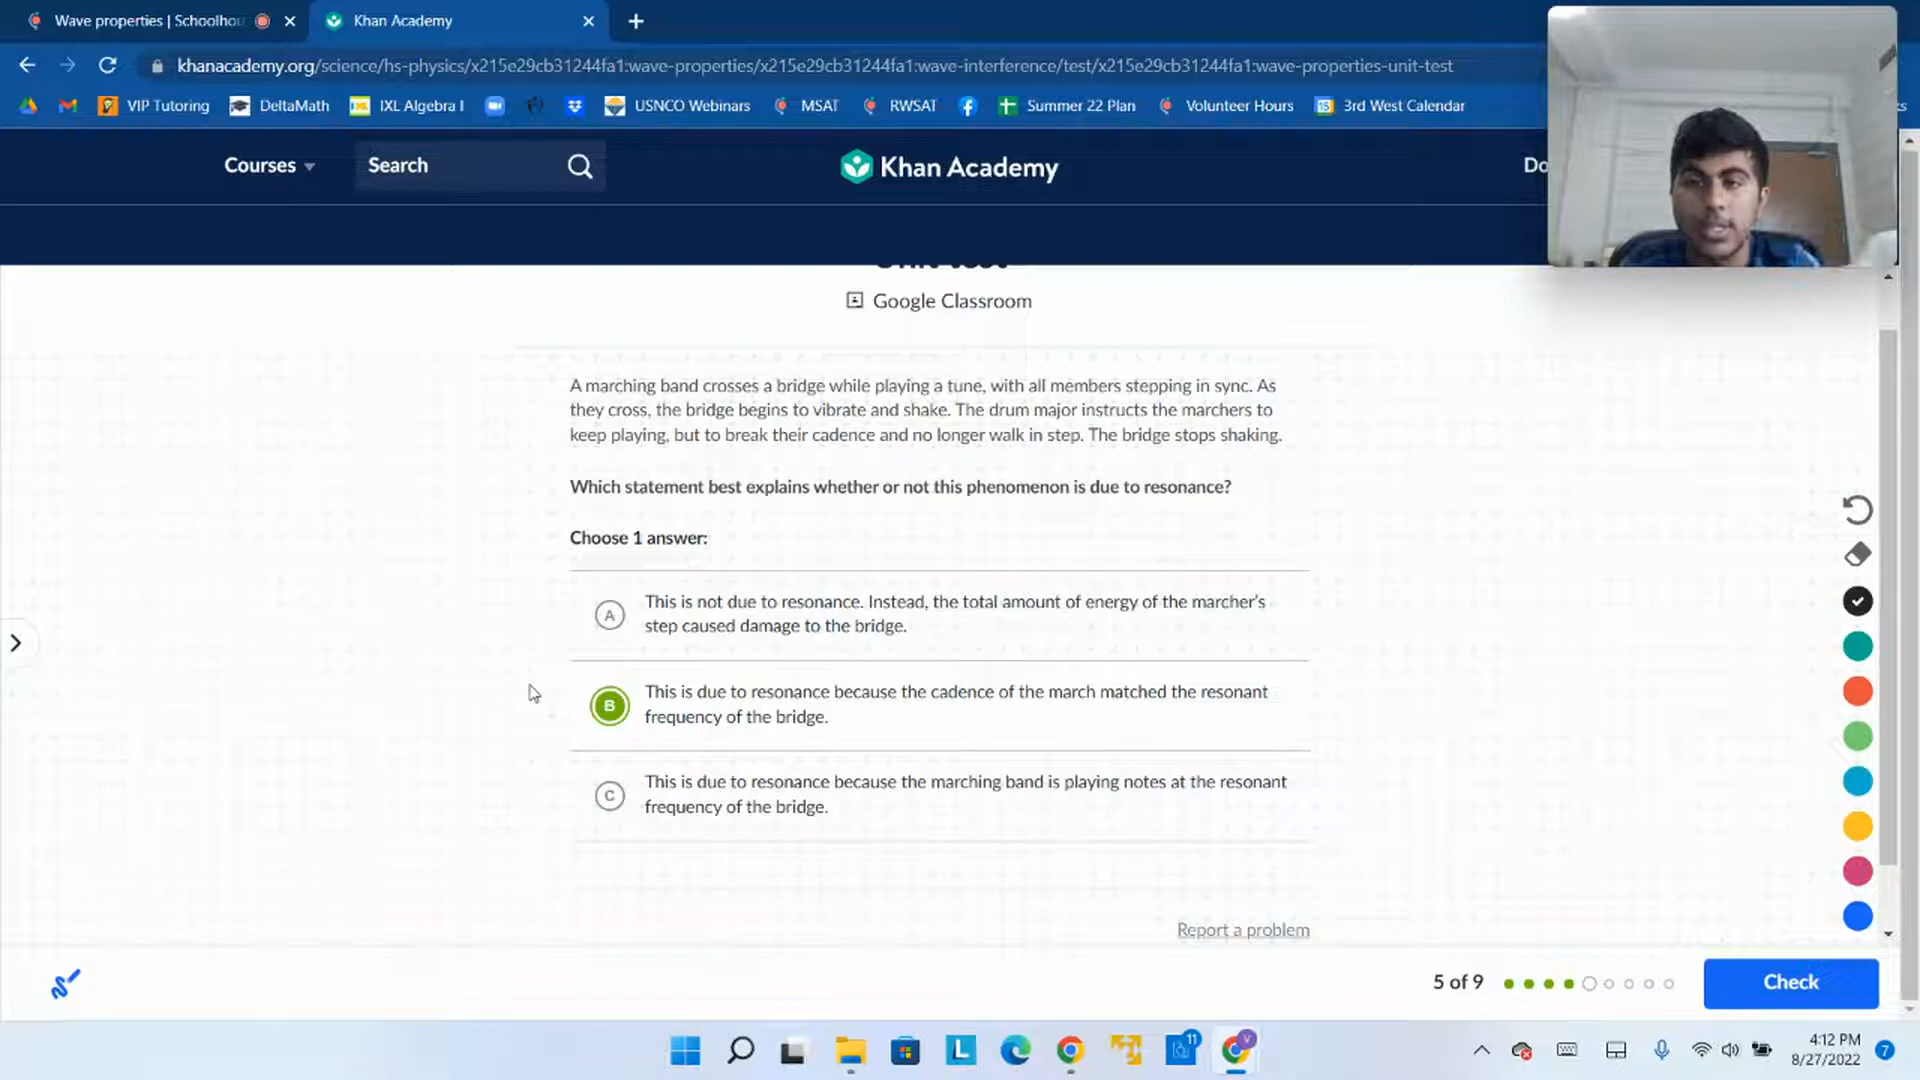 Wave properties | Schoolhou
Khan Academy
khanacademy.org/science/hs-physics/x215e29cb31244fa1:wave-properties/x215e29cb31244fa1:wave-interference/test/x215e29cb31244fa1:wave-properties-unit-test
VIP Tutoring
DeltaMath
IXL Algebra I
USNCO Webinars
MSAT
RWSAT
Summer 22 Plan
Volunteer Hours
3rd West Calendar
Courses
Search
Khan Academy
Do
Google Classroom
A marching band crosses a bridge while playing a tune, with all members stepping in sync. As
they cross, the bridge begins to vibrate and shake. The drum major instructs the marchers to
keep playing, but to break their cadence and no longer walk in step. The bridge stops shaking.
Which statement best explains whether or not this phenomenon is due to resonance?
Choose 1 answer:
A This is not due to resonance. Instead, the total amount of energy of the marcher's
step caused damage to the bridge.
B This is due to resonance because the cadence of the march matched the resonant
frequency of the bridge.
C This is due to resonance because the marching band is playing notes at the resonant
frequency of the bridge.
Report a problem
5 of 9
Check
11
V
4:12 PM
8/27/2022
7